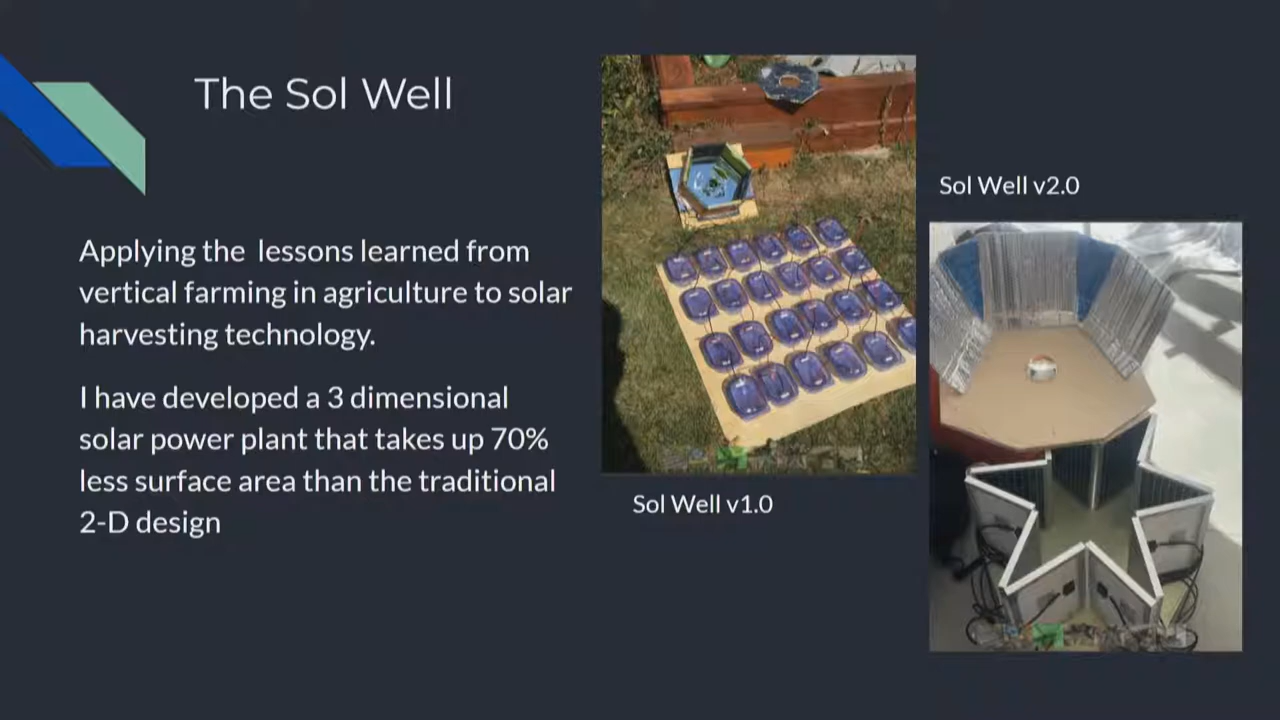 The Sol Well
Applying the lessons learned from
vertical farming in agriculture to solar
harvesting technology.
I have developed a 3 dimensional
solar power plant that takes up 70%
less surface area than the traditional
2-D design
Sol Well v1.0
Sol Well v2.0